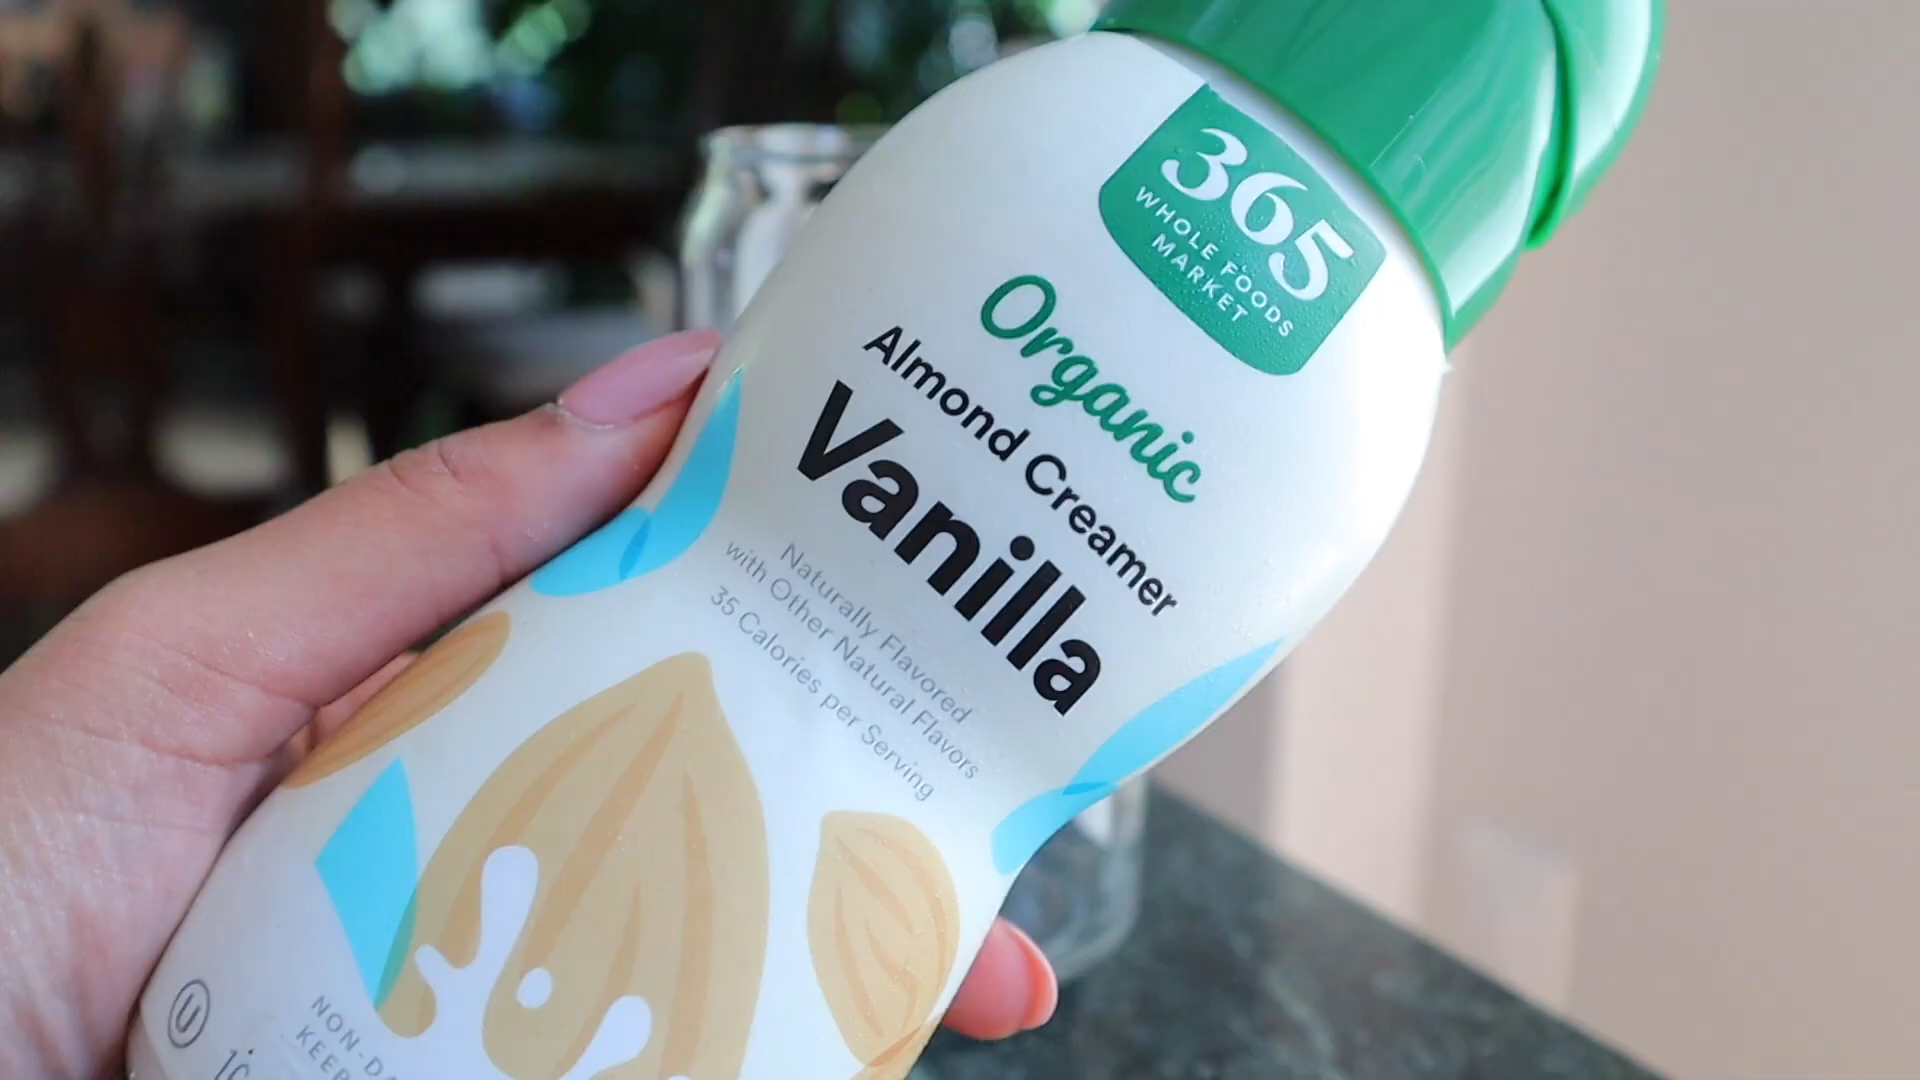 365
WHOLE FOODS
MARKET
Organic
Almond Creamer
Vanilla
Naturally Flavored
with Other Natural Flavors
35 Calories per Serving
U